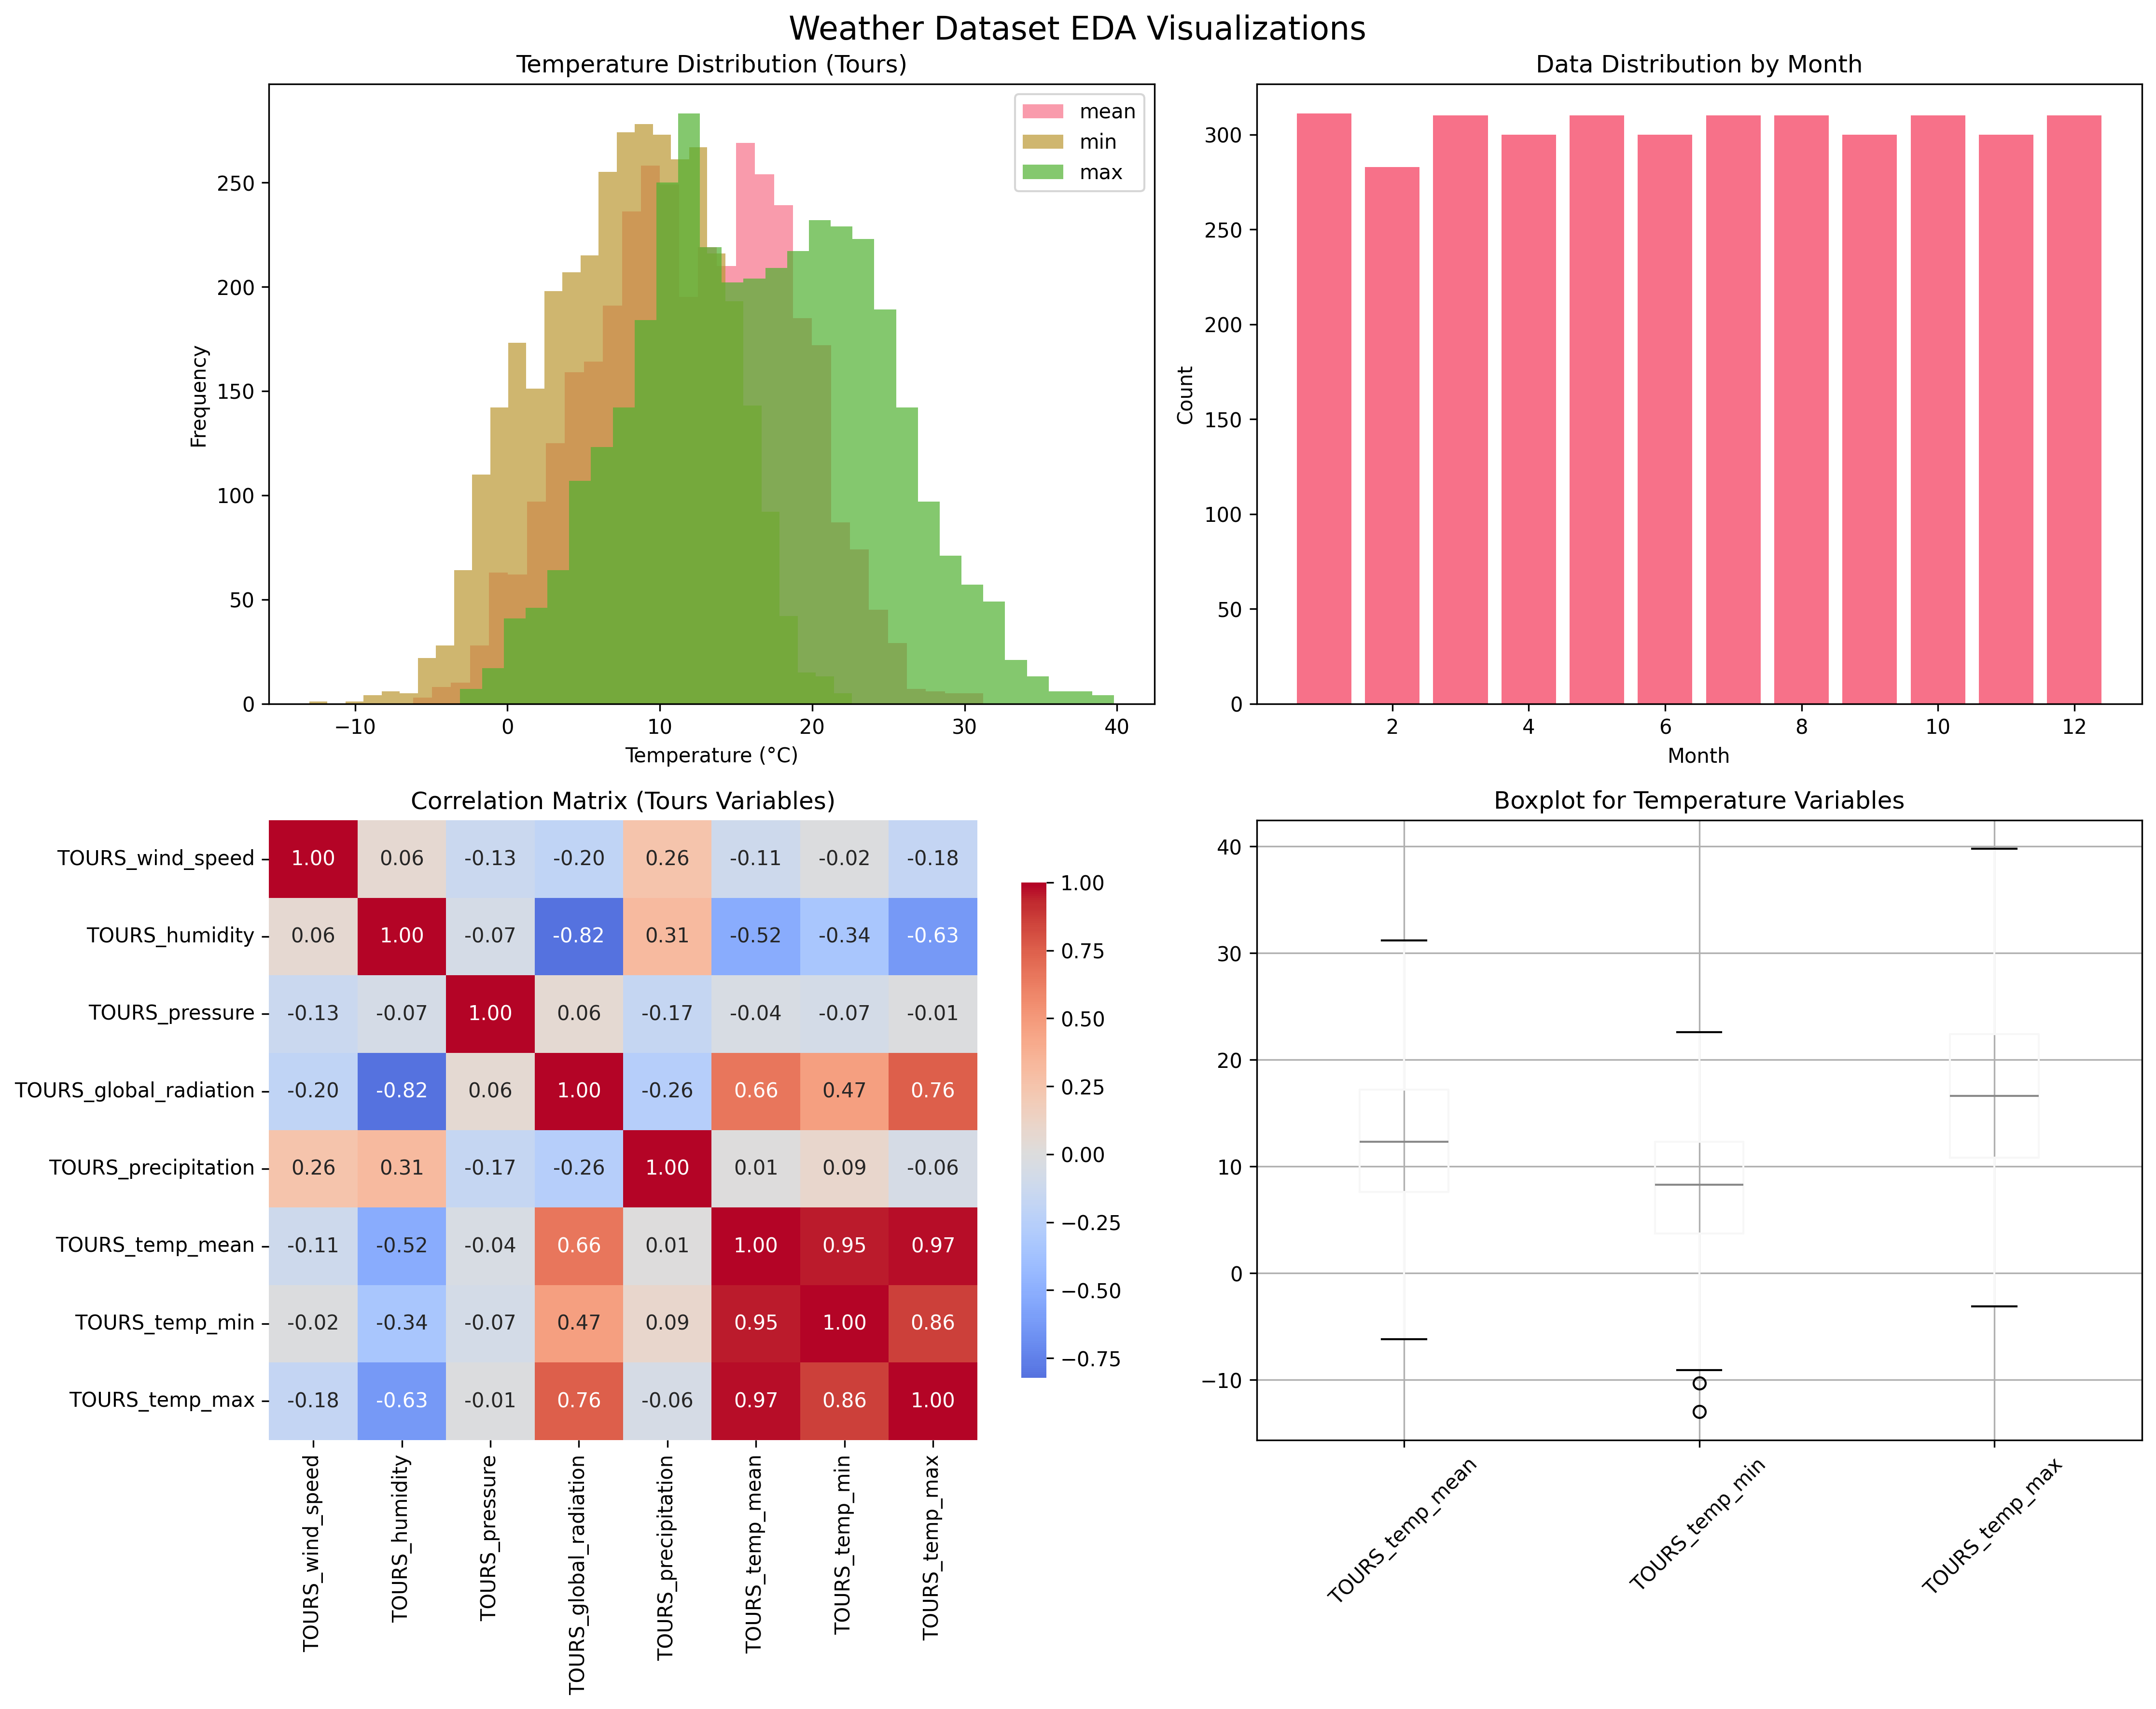 Weather Dataset EDA Visualizations
Temperature Distribution (Tours)
mean
min
max
250
200
150
100
50
0
Frequency
−10 0 10 20 30 40
Temperature (°C)
Data Distribution by Month
300
250
200
150
100
50
0
Count
2 4 6 8 10 12
Month
Correlation Matrix (Tours Variables)
TOURS_wind_speed 1.00 0.06 -0.13 -0.20 0.26 -0.11 -0.02 -0.18
TOURS_humidity 0.06 1.00 -0.07 -0.82 0.31 -0.52 -0.34 -0.63
TOURS_pressure -0.13 -0.07 1.00 0.06 -0.17 -0.04 -0.07 -0.01
TOURS_global_radiation -0.20 -0.82 0.06 1.00 -0.26 0.66 0.47 0.76
TOURS_precipitation 0.26 0.31 -0.17 -0.26 1.00 0.01 0.09 -0.06
TOURS_temp_mean -0.11 -0.52 -0.04 0.66 0.01 1.00 0.95 0.97
TOURS_temp_min -0.02 -0.34 -0.07 0.47 0.09 0.95 1.00 0.86
TOURS_temp_max -0.18 -0.63 -0.01 0.76 -0.06 0.97 0.86 1.00
TOURS_wind_speed
TOURS_humidity
TOURS_pressure
TOURS_global_radiation
TOURS_precipitation
TOURS_temp_mean
TOURS_temp_min
TOURS_temp_max
1.00
0.75
0.50
0.25
0.00
−0.25
−0.50
−0.75
Boxplot for Temperature Variables
40
30
20
10
0
−10
TOURS_temp_mean
TOURS_temp_min
TOURS_temp_max